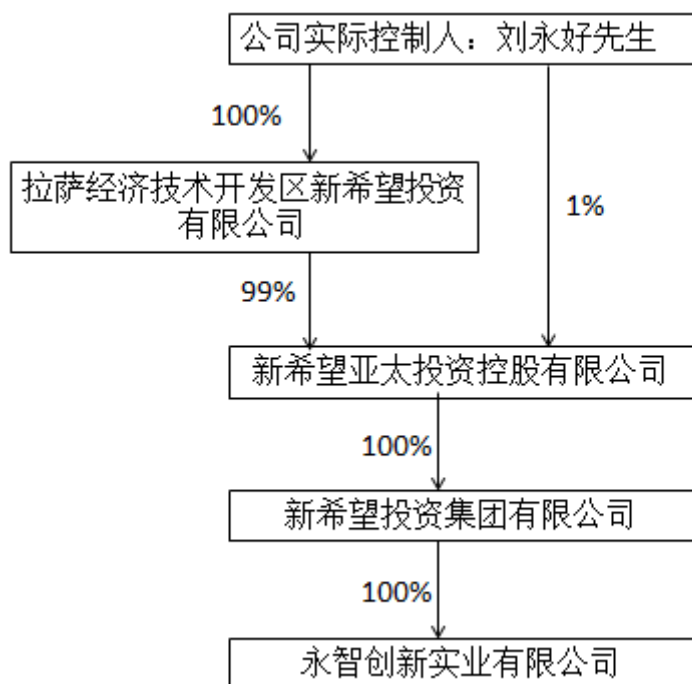 公司实际控制人：刘永好先生
100%
拉萨经济技术开发区新希望投资
有限公司
1%
99%
新希望亚太投资控股有限公司
100%
新希望投资集团有限公司
100%
永智创新实业有限公司